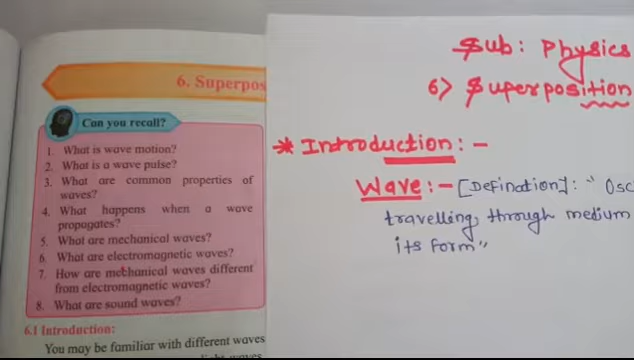 6. Superpos
Can you recall?
1. What is wave motion?
2. What is a wave pulse?
3. What are common properties of
waves?
4. What happens when a wave
propagates?
5. What are mechanical waves?
6. What are electromagnetic waves?
7. How are mechanical waves different
from electromagnetic waves?
8. What are sound waves?
6.1 Introduction:
You may be familiar with different waves
Sub: Physics
6) Superposition
* Introduction:-
Wave:- [Defination]: " Osc
travelling through medium
its form"